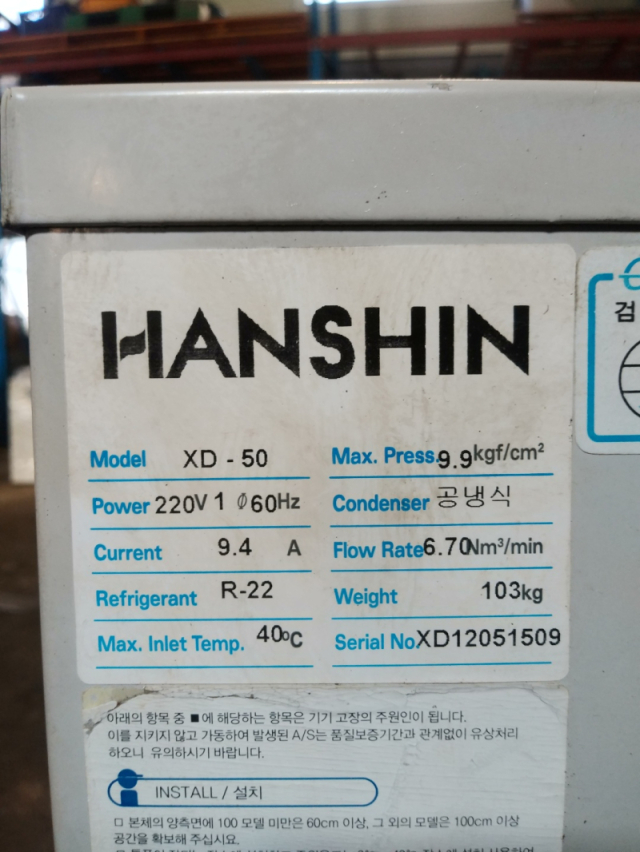 HANSHIN
검
Model XD - 50
Max. Press. 9.9 kgf/cm²
Power 220V 1 ∅ 60Hz
Condenser 공냉식
Current 9.4 A
Flow Rate 6.70 Nm³/min
Refrigerant R-22
Weight 103kg
Max. Inlet Temp. 40℃
Serial No XD12051509
아래의 항목 중 ■에 해당하는 항목은 기기 고장의 주원인이 됩니다.
이를 지키지 않고 가동하여 발생된 A/S는 품질보증기간과 관계없이 유상처리
하오니 유의하시기 바랍니다.
INSTALL / 설치
□ 본체의 양측면에 100 모델 미만은 60cm 이상, 그 외의 모델은 100cm 이상
공간을 확보해 주십시요.